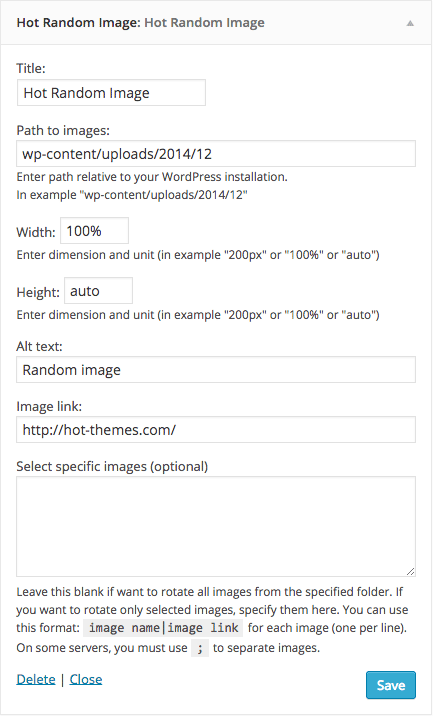 Hot Random Image: Hot Random Image
Title:
Hot Random Image
Path to images:
wp-content/uploads/2014/12
Enter path relative to your WordPress installation.
In example "wp-content/uploads/2014/12"
Width: 100%
Enter dimension and unit (in example "200px" or "100%" or "auto")
Height: auto
Enter dimension and unit (in example "200px" or "100%" or "auto")
Alt text:
Random image
Image link:
http://hot-themes.com/
Select specific images (optional)
Leave this blank if want to rotate all images from the specified folder. If
you want to rotate only selected images, specify them here. You can use
this format: image name|image link for each image (one per line).
On some servers, you must use ; to separate images.
Delete | Close Save